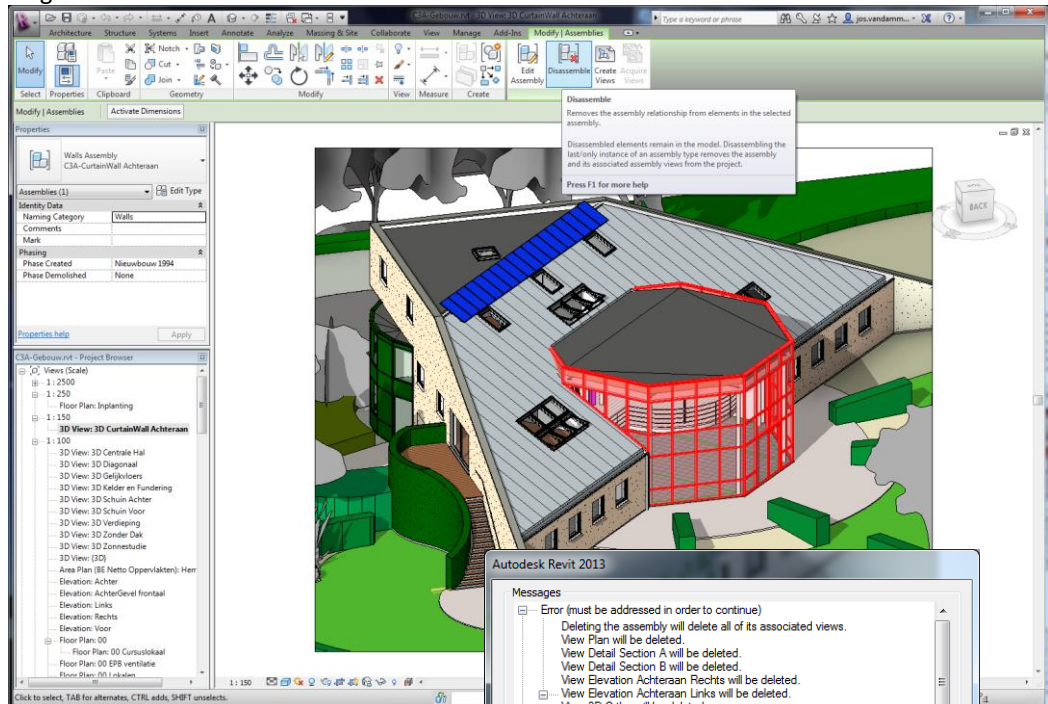 C3A-Gebouw.rvt - 3D View: 3D CurtainWall Achteraan
Type a keyword or phrase
jos.vandamm...
Architecture Structure Systems Insert Annotate Analyze Massing & Site Collaborate View Manage Add-Ins Modify | Assemblies
Modify
Paste
Notch
Cut
Join
Edit Assembly
Disassemble
Create Views
Acquire Views
Select Properties Clipboard Geometry Modify View Measure Create
Modify | Assemblies Activate Dimensions
Disassemble
Removes the assembly relationship from elements in the selected
assembly.
Disassembled elements remain in the model. Disassembling the
last/only instance of an assembly type removes the assembly
and its associated assembly views from the project.
Press F1 for more help
Properties
Walls Assembly
C3A-CurtainWall Achteraan
Assemblies (1) Edit Type
Identity Data
Naming Category Walls
Comments
Mark
Phasing
Phase Created Nieuwbouw 1994
Phase Demolished None
Properties help Apply
BACK
C3A-Gebouw.rvt - Project Browser
Views (Scale)
1 : 2500
1 : 250
Floor Plan: Inplanting
1 : 150
3D View: 3D CurtainWall Achteraan
1 : 100
3D View: 3D Centrale Hal
3D View: 3D Diagonaal
3D View: 3D Gelijkvloers
3D View: 3D Kelder en Fundering
3D View: 3D Schuin Achter
3D View: 3D Schuin Voor
3D View: 3D Verdieping
3D View: 3D Zonder Dak
3D View: 3D Zonnestudie
3D View: {3D}
Area Plan (BE Netto Oppervlakten): Herr
Elevation: Achter
Elevation: AchterGevel frontaal
Elevation: Links
Elevation: Rechts
Elevation: Voor
Floor Plan: 00
Floor Plan: 00 Cursuslokaal
Floor Plan: 00 EPB ventilatie
Floor Plan: 00 Lokalen
1 : 150
Click to select, TAB for alternates, CTRL adds, SHIFT unselects.
Autodesk Revit 2013
Messages
Error (must be addressed in order to continue)
Deleting the assembly will delete all of its associated views.
View Plan will be deleted.
View Detail Section A will be deleted.
View Detail Section B will be deleted.
View Elevation Achteraan Rechts will be deleted.
View Elevation Achteraan Links will be deleted.